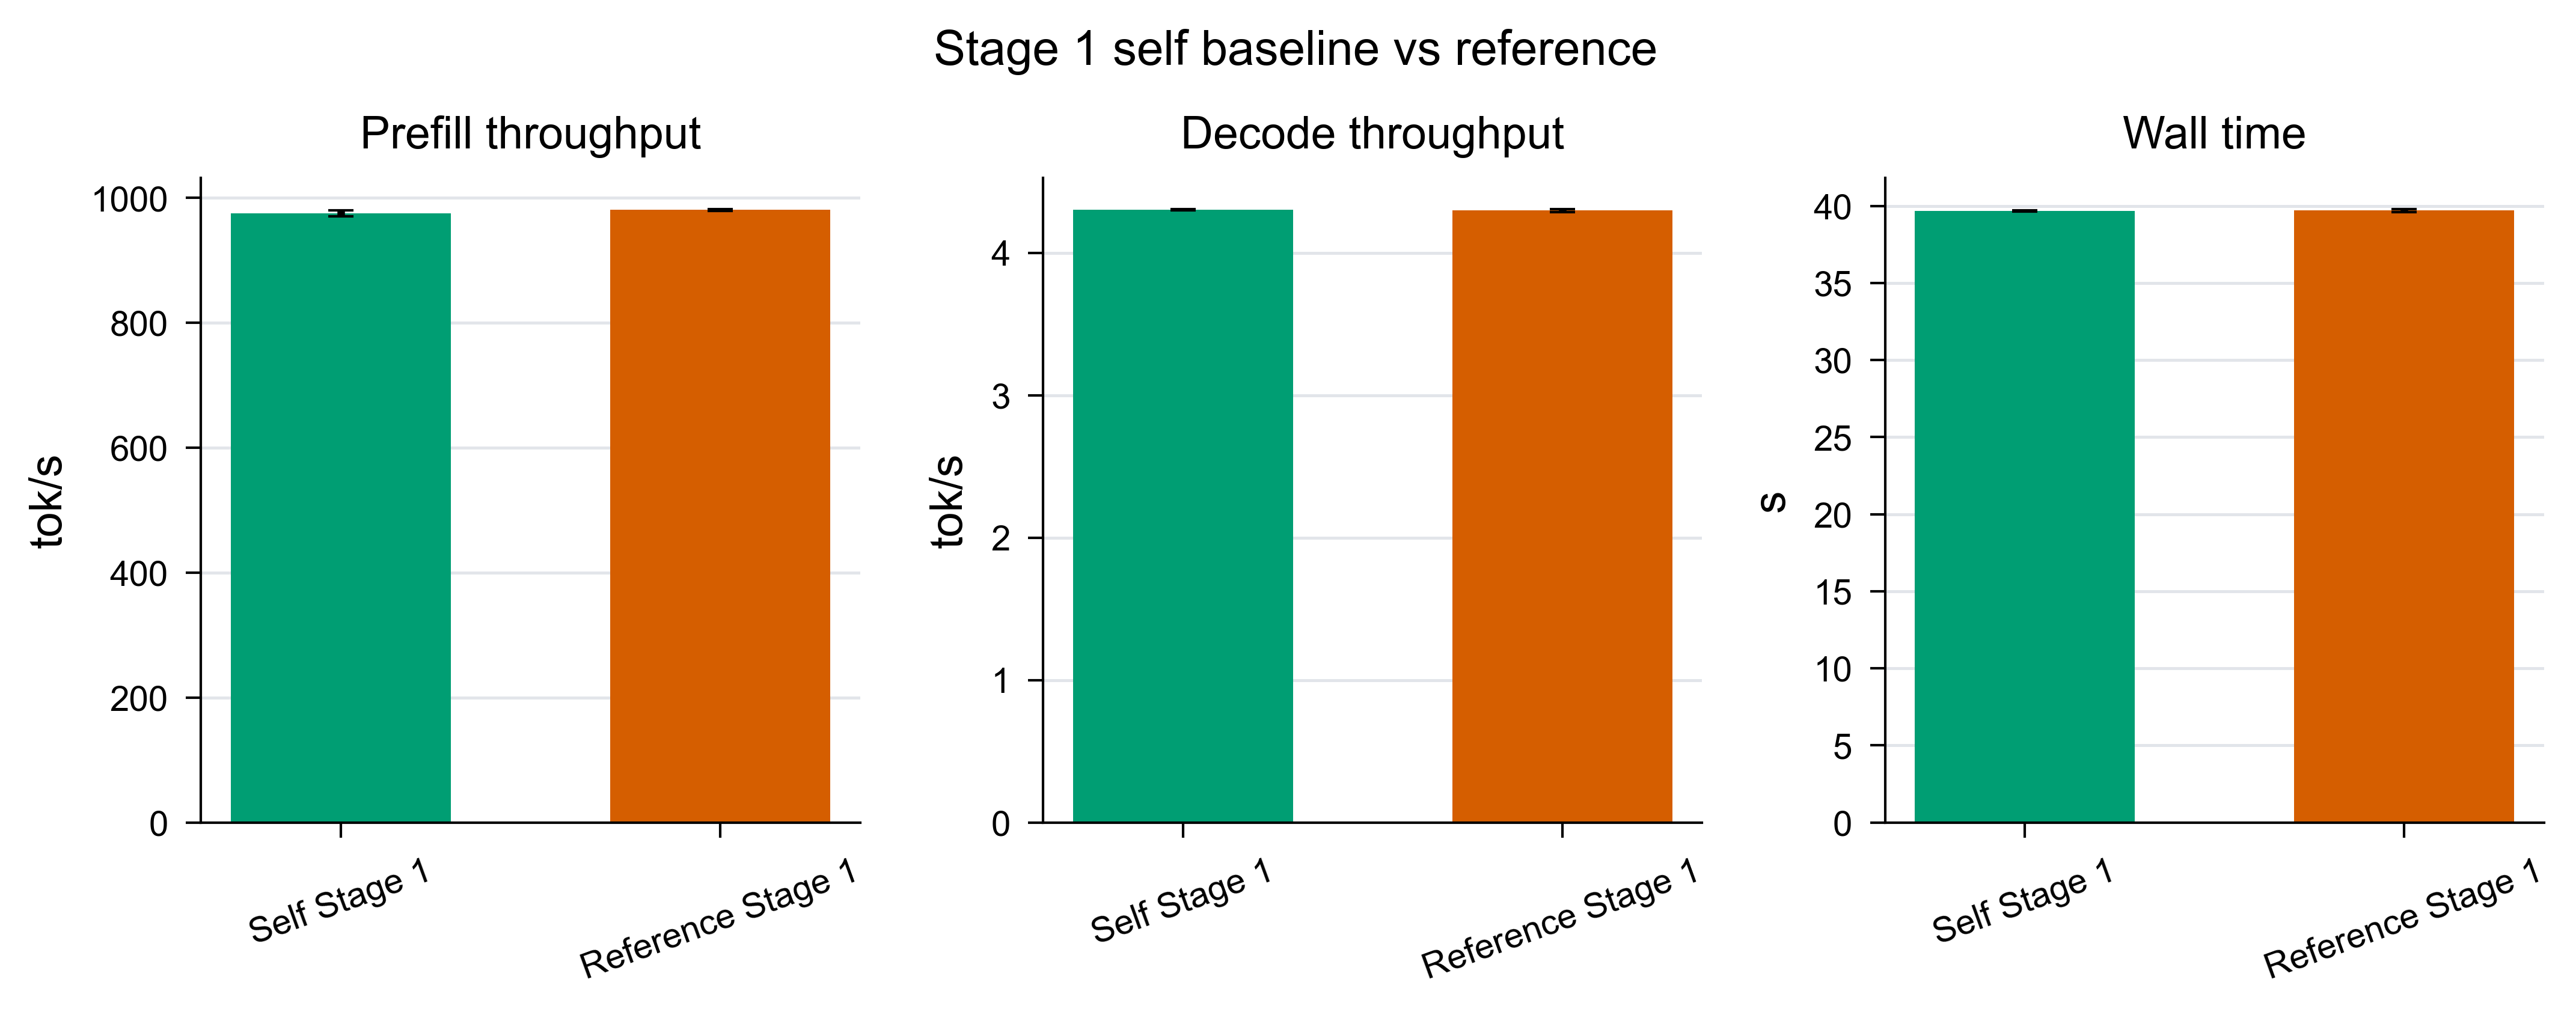 Stage 1 self baseline vs reference
Prefill throughput
tok/s
1000
800
600
400
200
0
Self Stage 1
Reference Stage 1
Decode throughput
tok/s
4
3
2
1
0
Self Stage 1
Reference Stage 1
Wall time
s
40
35
30
25
20
15
10
5
0
Self Stage 1
Reference Stage 1